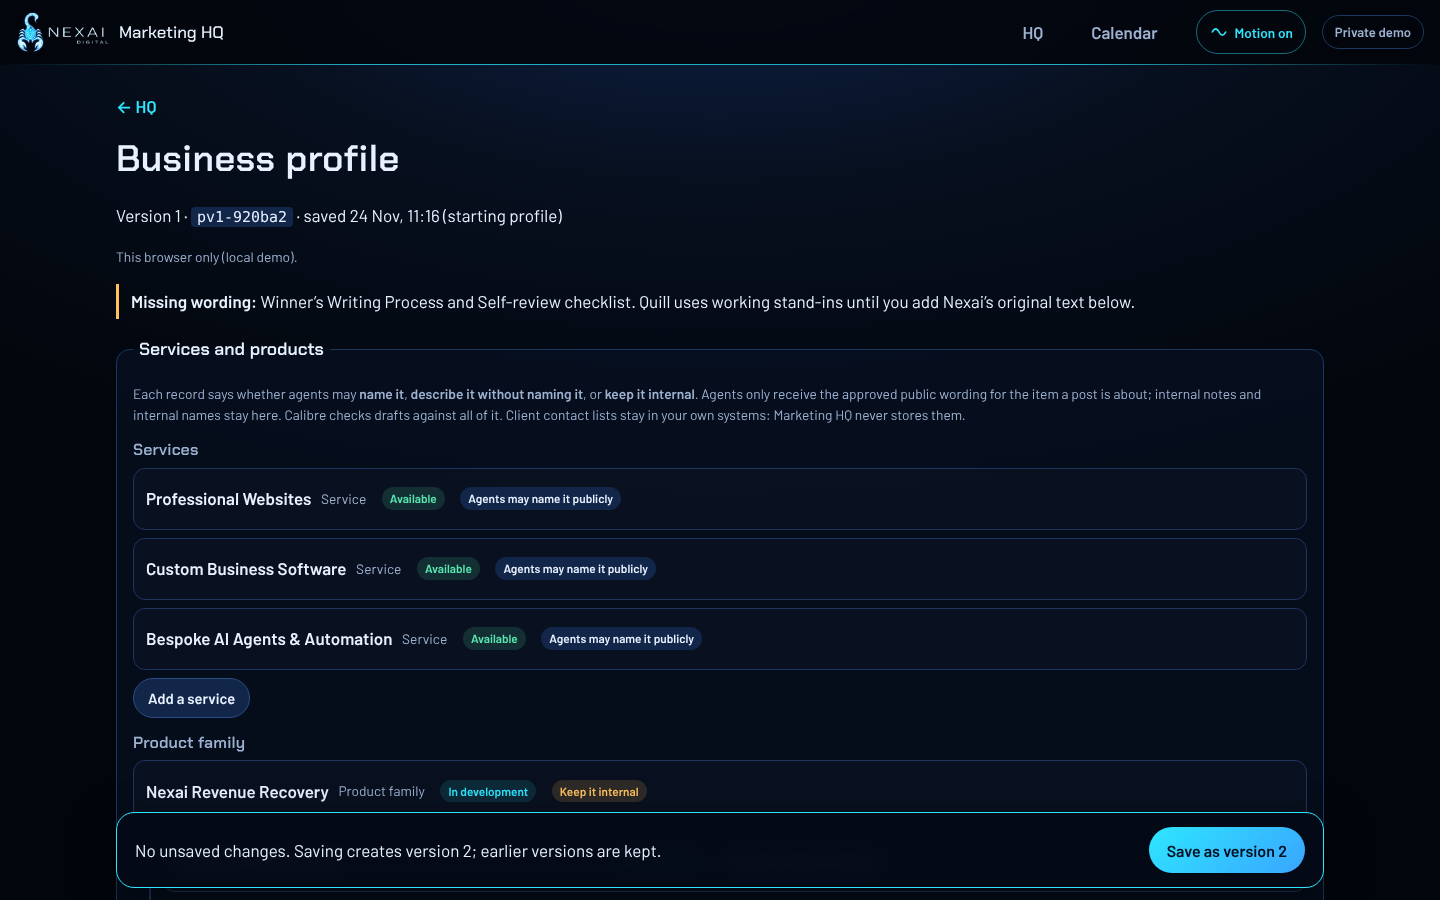 NEXAI
DIGITAL
Marketing HQ
HQ
Calendar
Motion on
Private demo
← HQ
Business profile
Version 1 · pv1-920ba2 · saved 24 Nov, 11:16 (starting profile)
This browser only (local demo).
Missing wording: Winner’s Writing Process and Self-review checklist. Quill uses working stand-ins until you add Nexai’s original text below.
Services and products
Each record says whether agents may name it, describe it without naming it, or keep it internal. Agents only receive the approved public wording for the item a post is about; internal notes and
internal names stay here. Calibre checks drafts against all of it. Client contact lists stay in your own systems: Marketing HQ never stores them.
Services
Professional Websites Service Available Agents may name it publicly
Custom Business Software Service Available Agents may name it publicly
Bespoke AI Agents & Automation Service Available Agents may name it publicly
Add a service
Product family
Nexai Revenue Recovery Product family In development Keep it internal
No unsaved changes. Saving creates version 2; earlier versions are kept.
Save as version 2